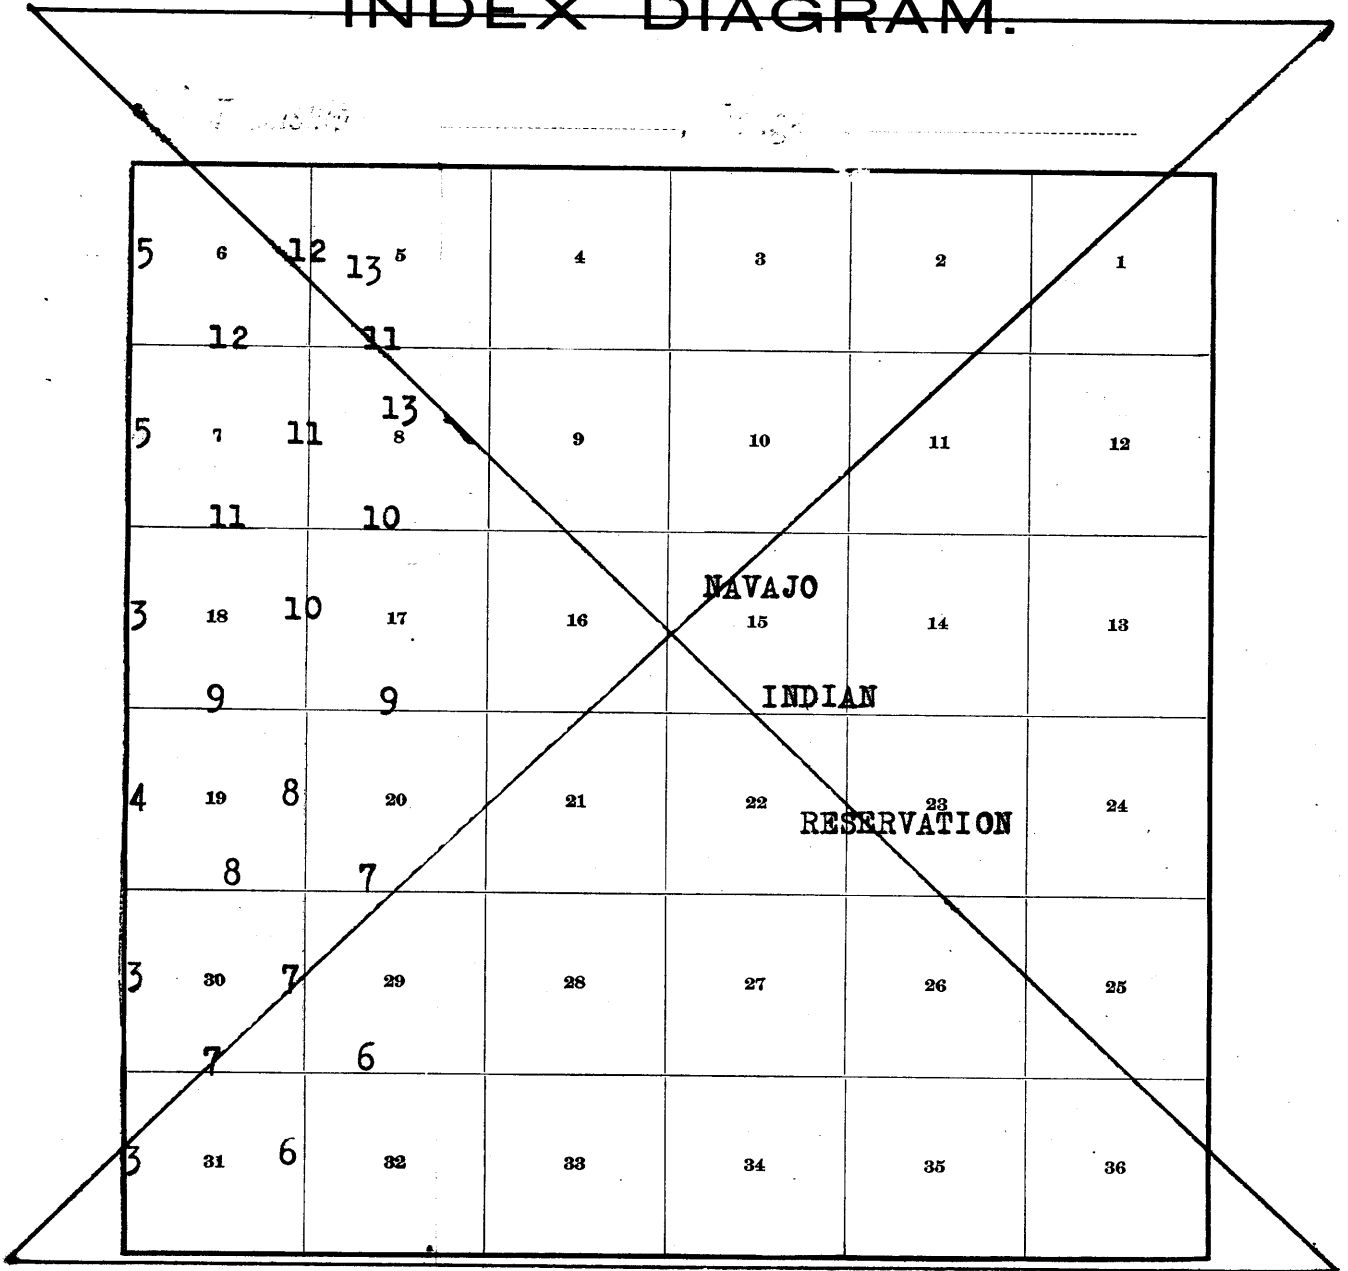 INDEX DIAGRAM.
Township , Range
5 6 12 13 5 4 3 2 1
12 11
13
5 7 11 8 9 10 11 12
11 10
NAVAJO
3 18 10 17 16 15 14 13
9 9 INDIAN
4 19 8 20 21 22 23 24
RESERVATION
8 7
3 30 7 29 28 27 26 25
7 6
3 31 6 32 33 34 35 36